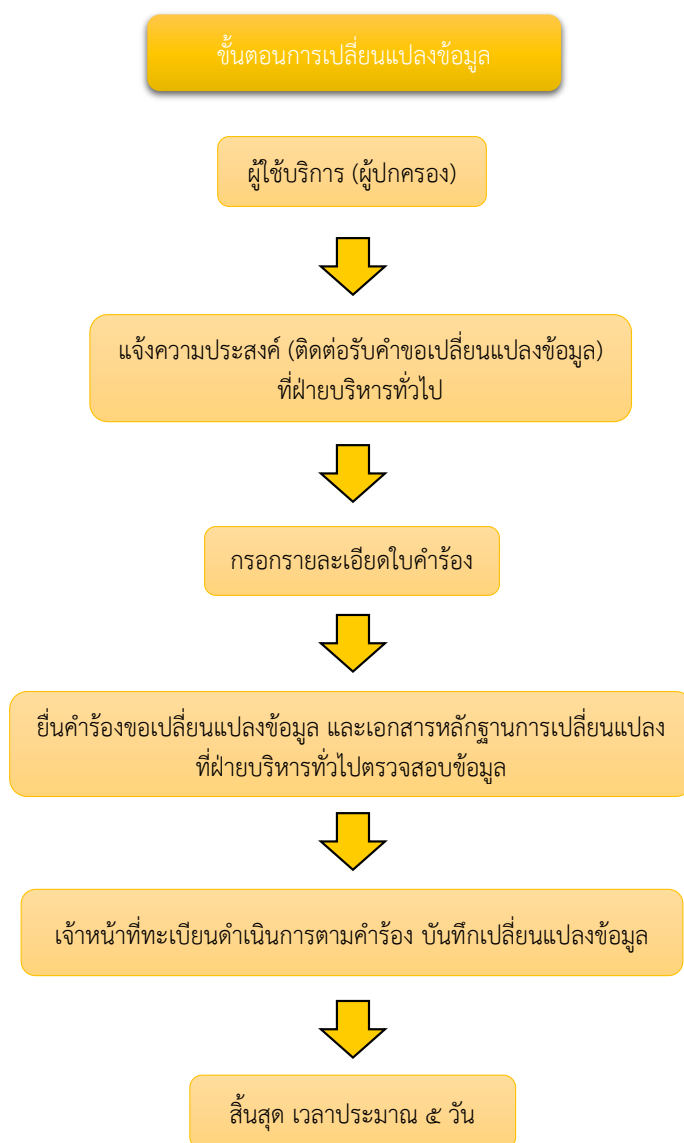 ขั้นตอนการเปลี่ยนแปลงข้อมูล
ผู้ใช้บริการ (ผู้ปกครอง)
แจ้งความประสงค์ (ติดต่อรับคำขอเปลี่ยนแปลงข้อมูล)
ที่ฝ่ายบริหารทั่วไป
กรอกรายละเอียดใบคำร้อง
ยื่นคำร้องขอเปลี่ยนแปลงข้อมูล และเอกสารหลักฐานการเปลี่ยนแปลง
ที่ฝ่ายบริหารทั่วไปตรวจสอบข้อมูล
เจ้าหน้าที่ทะเบียนดำเนินการตามคำร้อง บันทึกเปลี่ยนแปลงข้อมูล
สิ้นสุด เวลาประมาณ ๕ วัน